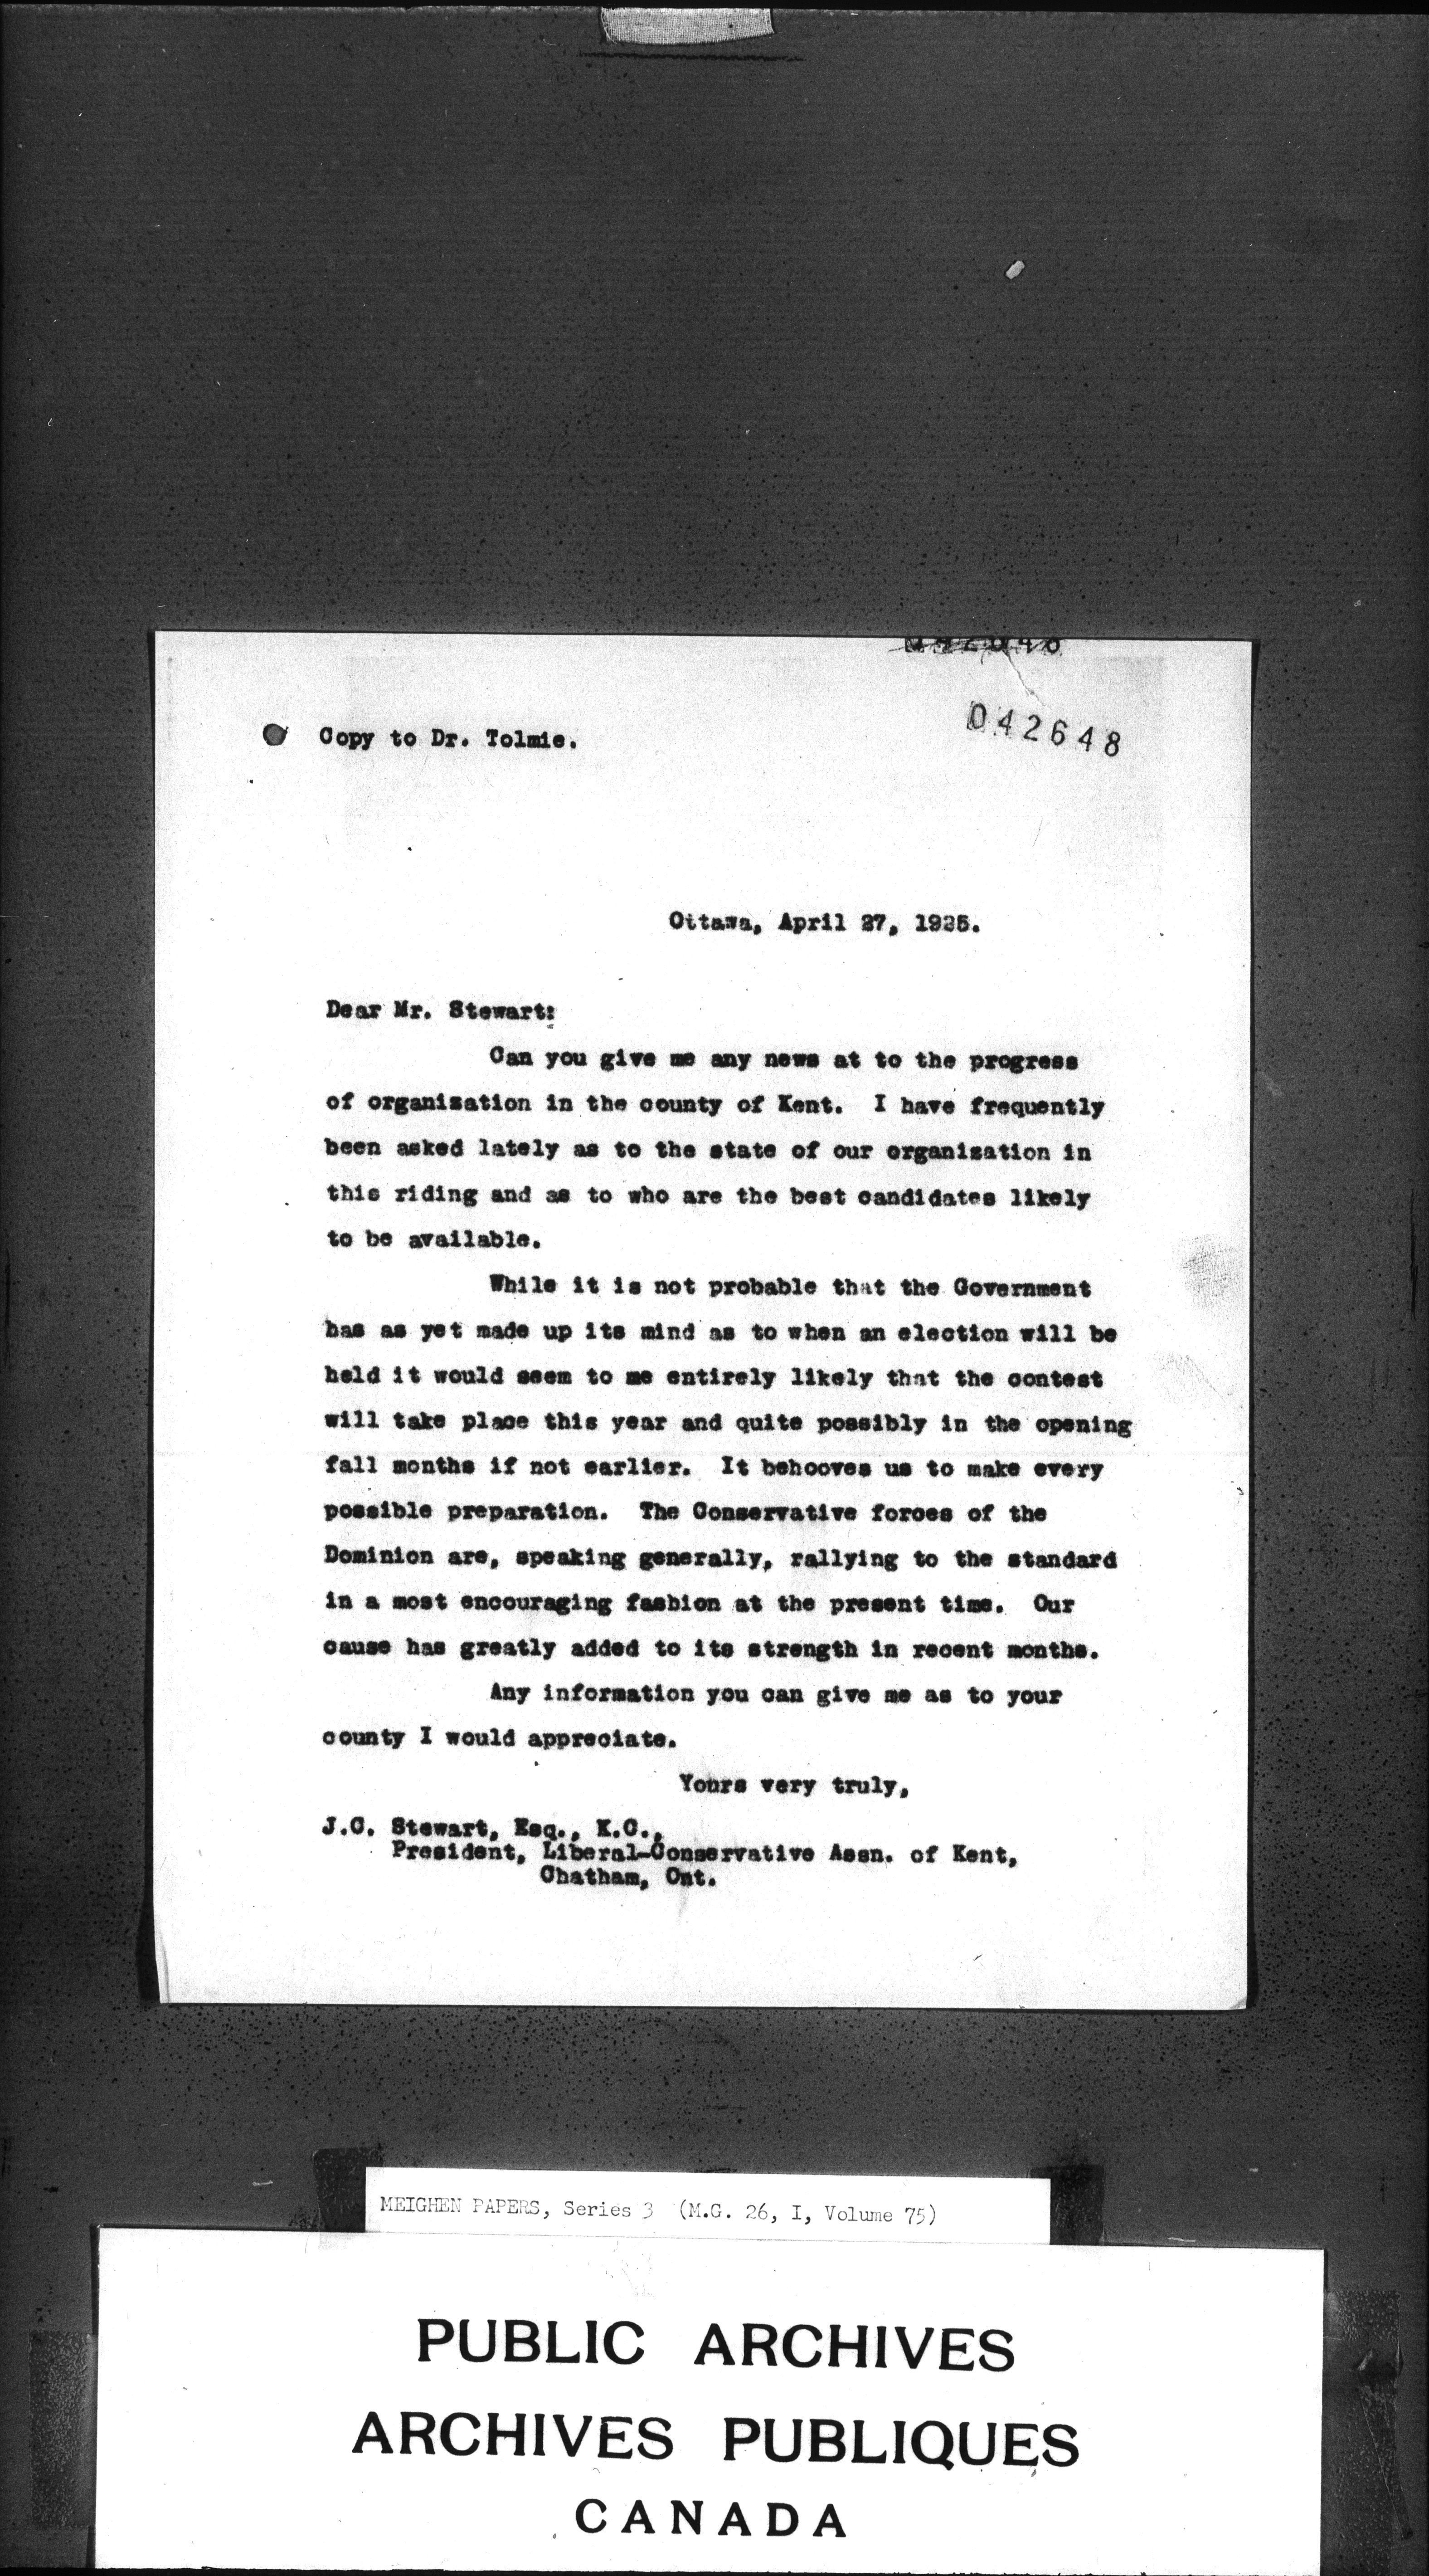 042648
Copy to Dr. Tolmie.
Ottawa, April 27, 1925.
Dear Mr. Stewart:
Can you give me any news at to the progress
of organization in the county of Kent. I have frequently
been asked lately as to the state of our organization in
this riding and as to who are the best candidates likely
to be available.
While it is not probable that the Government
has as yet made up its mind as to when an election will be
held it would seem to me entirely likely that the contest
will take place this year and quite possibly in the opening
fall months if not earlier. It behooves us to make every
possible preparation. The Conservative forces of the
Dominion are, speaking generally, rallying to the standard
in a most encouraging fashion at the present time. Our
cause has greatly added to its strength in recent months.
Any information you can give me as to your
county I would appreciate.
Yours very truly,
J.C. Stewart, Esq., K.C.,
President, Liberal-Conservative Assn. of Kent,
Chatham, Ont.
MEIGHEN PAPERS, Series 3 (M.G. 26, I, Volume 75)
PUBLIC ARCHIVES
ARCHIVES PUBLIQUES
CANADA